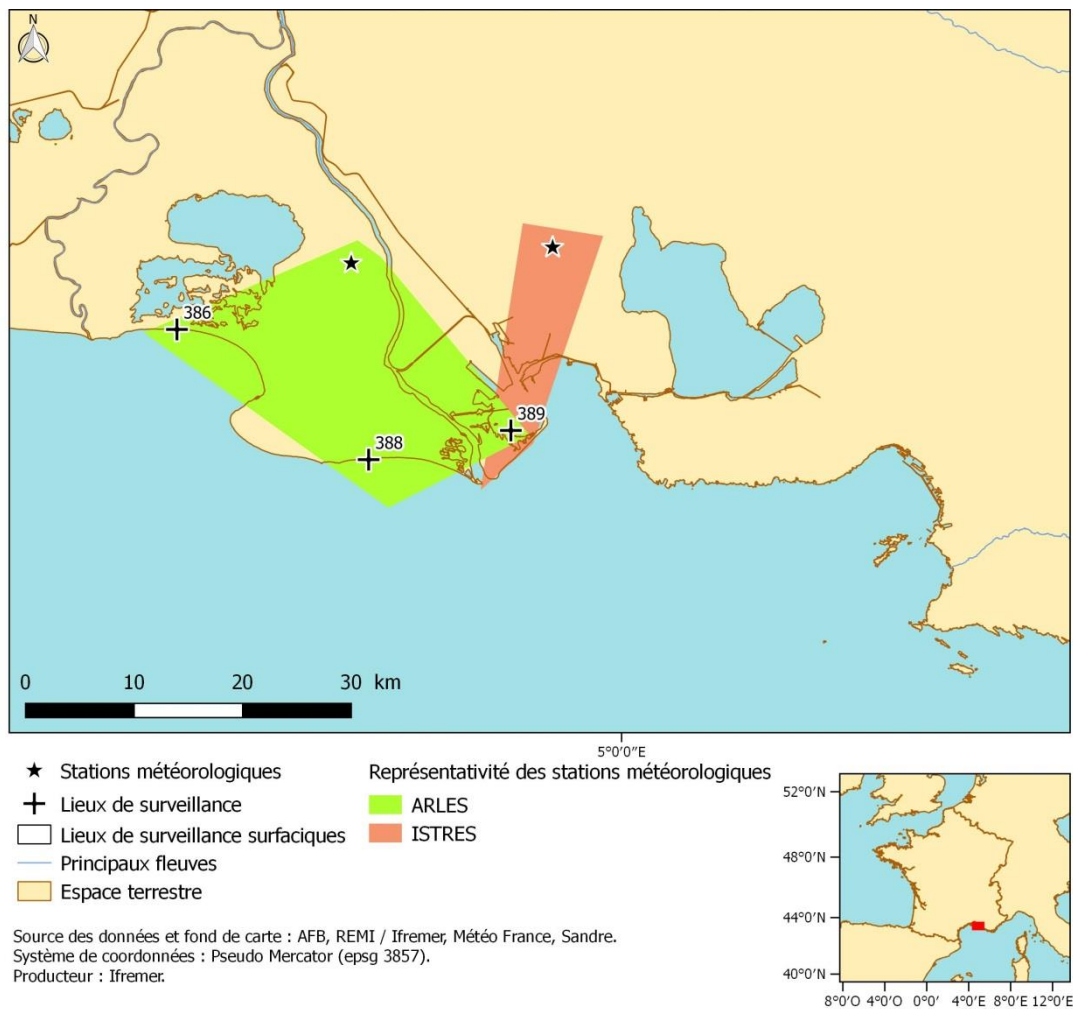 N
386
389
388
0 10 20 30 km
5°0'0"E
Stations météorologiques
Lieux de surveillance
Lieux de surveillance surfaciques
Principaux fleuves
Espace terrestre
Représentativité des stations météorologiques
ARLES
ISTRES
52°0'N
48°0'N
44°0'N
40°0'N
8°0'O 4°0'O 0°0' 4°0'E 8°0'E 12°0'E
Source des données et fond de carte : AFB, REMI / Ifremer, Météo France, Sandre.
Système de coordonnées : Pseudo Mercator (epsg 3857).
Producteur : Ifremer.